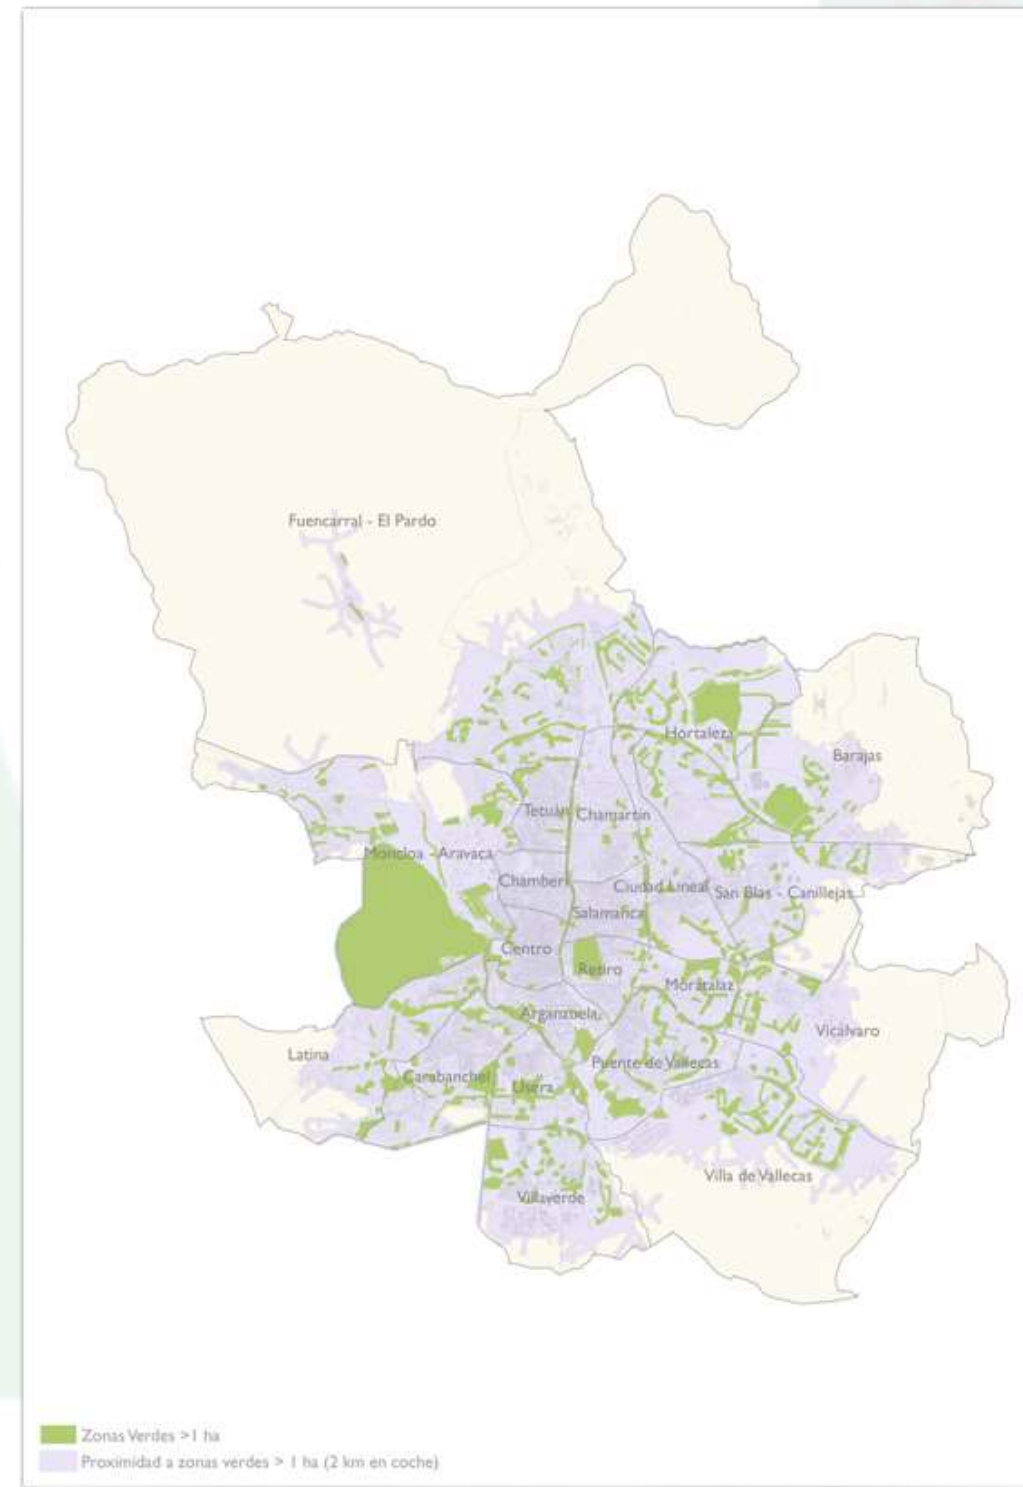 Fuencarral - El Pardo
Hortaleza
Barajas
Tetuán
Chamartín
Moncloa - Aravaca
Chamberí
Ciudad Lineal
San Blas - Canillejas
Salamanca
Centro
Retiro
Moratalaz
Arganzuela
Vicálvaro
Latina
Puente de Vallecas
Carabanchel
Usera
Villa de Vallecas
Villaverde
Zonas Verdes >1 ha
Proximidad a zonas verdes > 1 ha (2 km en coche)